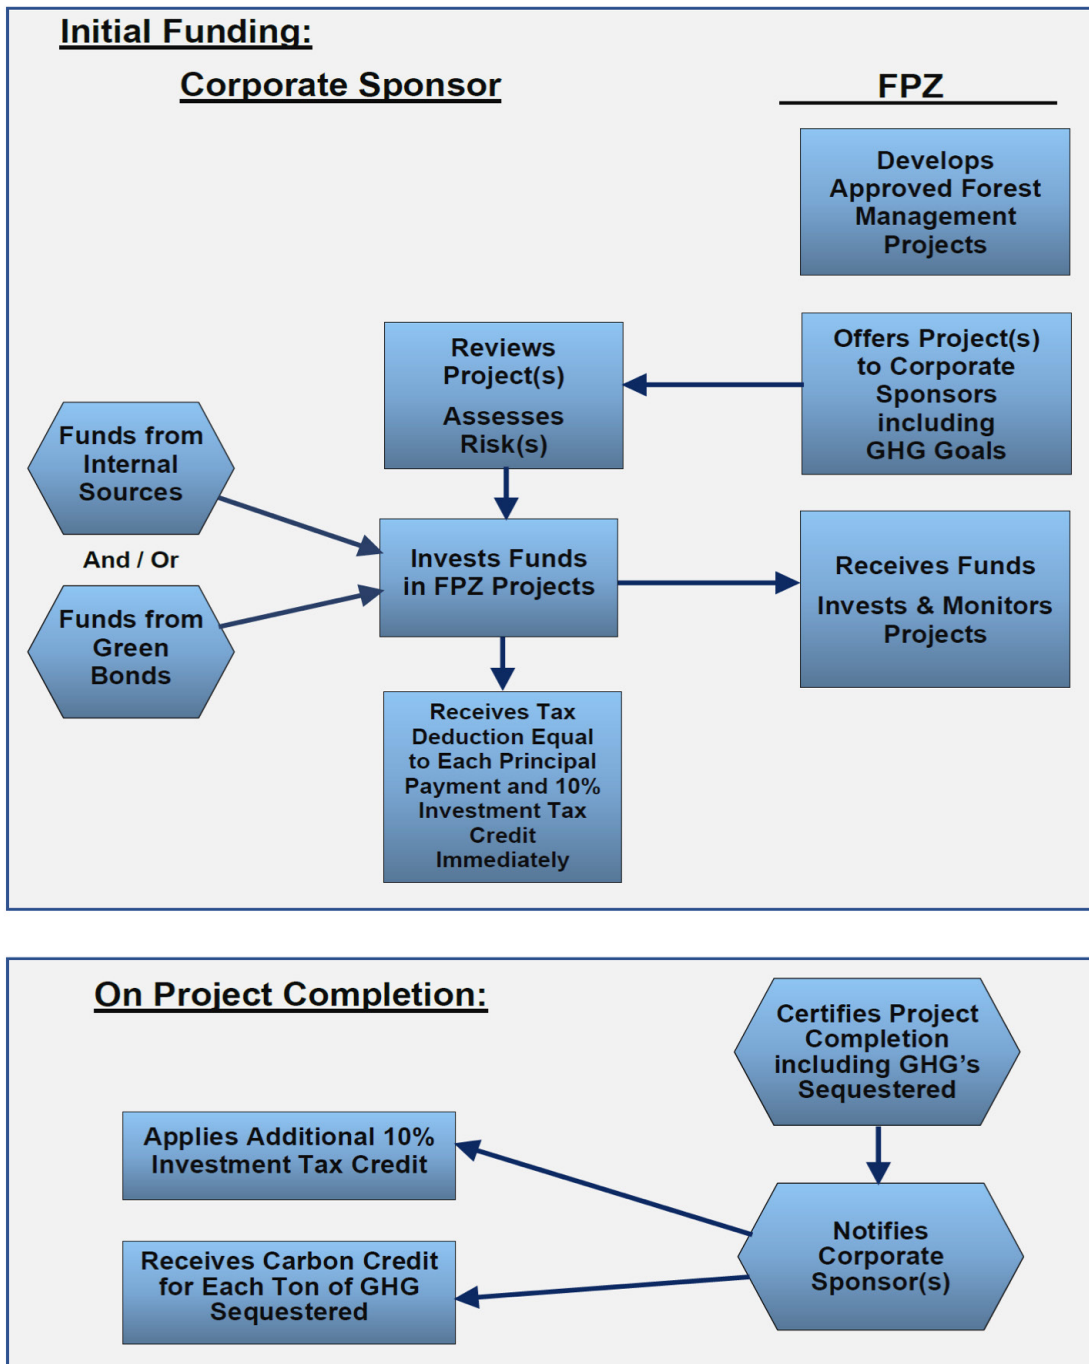 Initial Funding:
Corporate Sponsor
FPZ
Develops
Approved Forest
Management
Projects
Offers Project(s)
to Corporate
Sponsors
including
GHG Goals
Reviews
Project(s)
Assesses
Risk(s)
Funds from
Internal
Sources
And / Or
Funds from
Green
Bonds
Invests Funds
in FPZ Projects
Receives Funds
Invests & Monitors
Projects
Receives Tax
Deduction Equal
to Each Principal
Payment and 10%
Investment Tax
Credit
Immediately
On Project Completion:
Certifies Project
Completion
including GHG's
Sequestered
Applies Additional 10%
Investment Tax Credit
Notifies
Corporate
Sponsor(s)
Receives Carbon Credit
for Each Ton of GHG
Sequestered